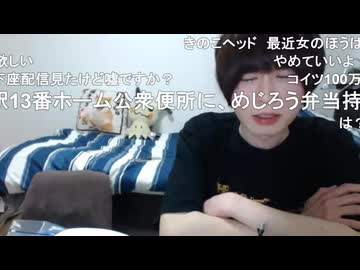 きのこヘッド　最近女のほうは
欲しい
やめていいよ
下座配信見たけど嘘ですか？
コイツ100万
駅13番ホーム公衆便所に、めじろう弁当持
は？